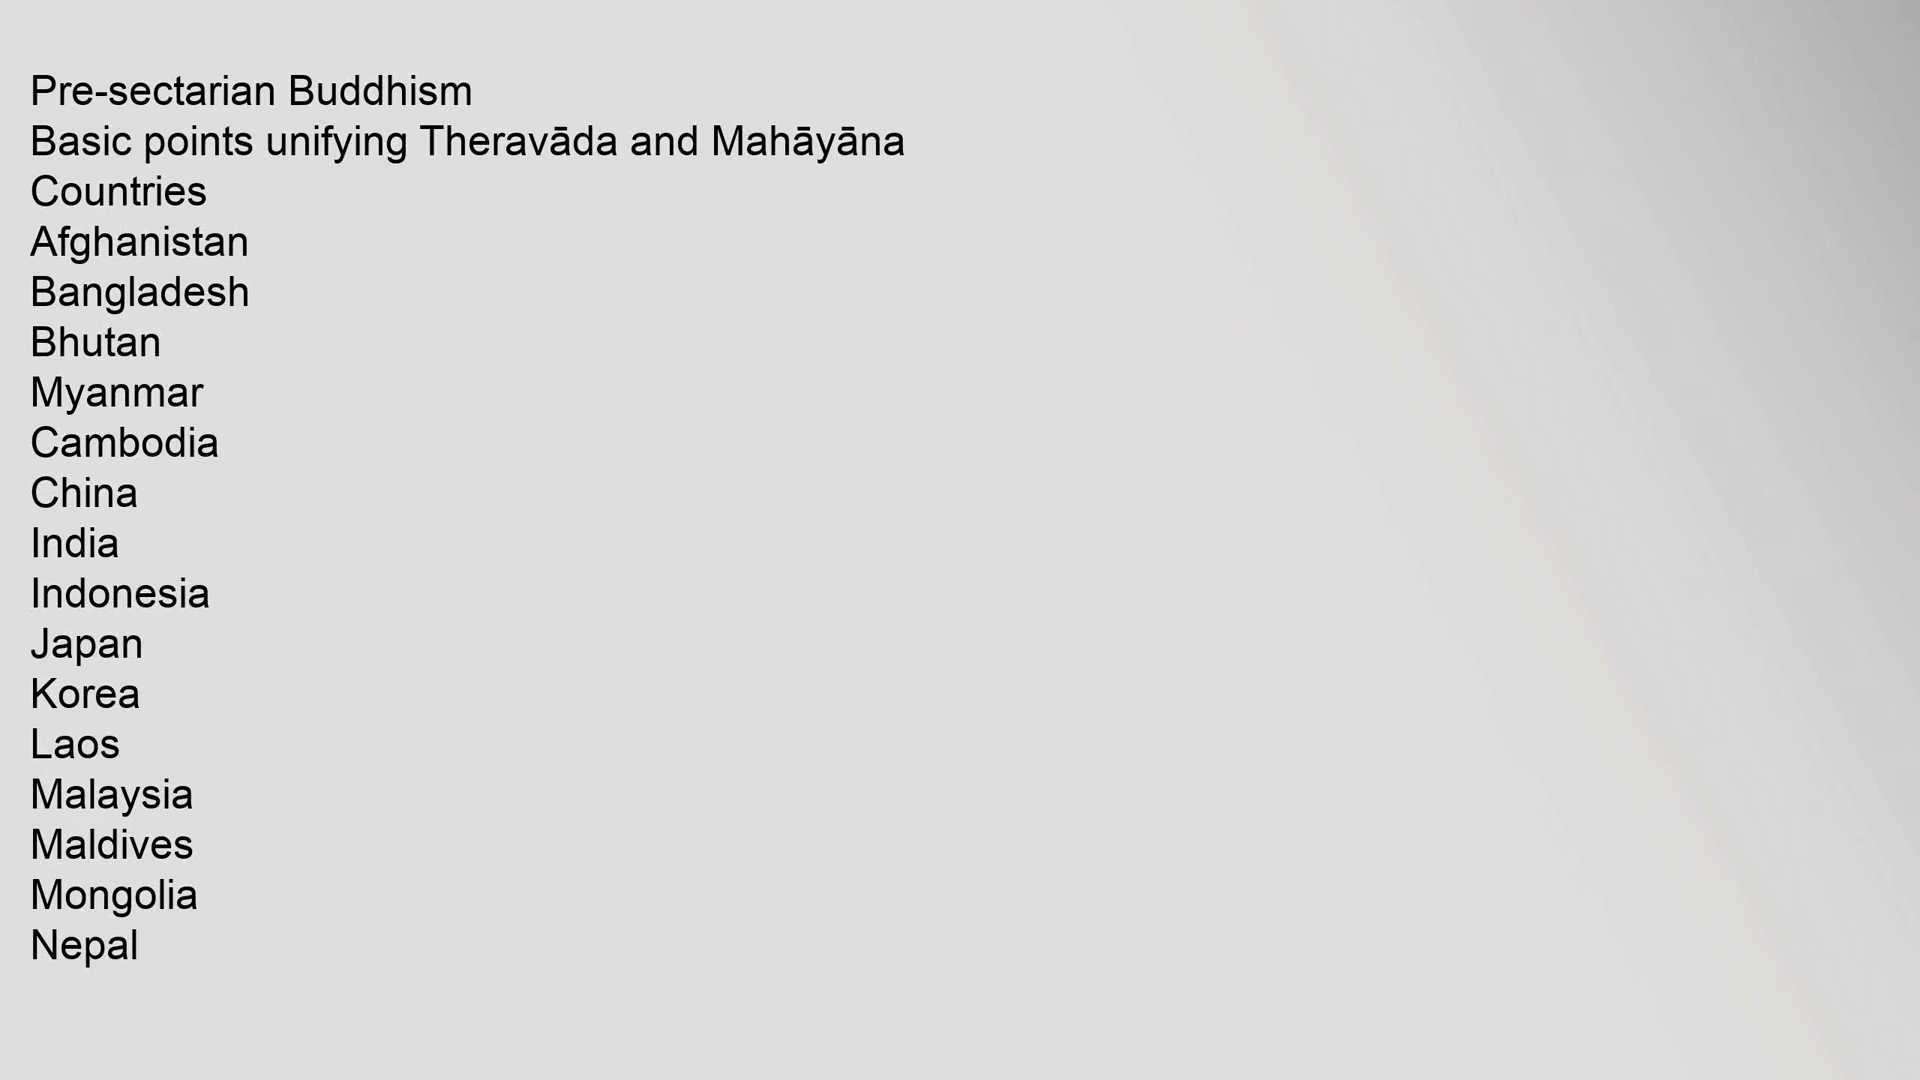 Pre-sectarian Buddhism
Basic points unifying Theravāda and Mahāyāna
Countries
Afghanistan
Bangladesh
Bhutan
Myanmar
Cambodia
China
India
Indonesia
Japan
Korea
Laos
Malaysia
Maldives
Mongolia
Nepal